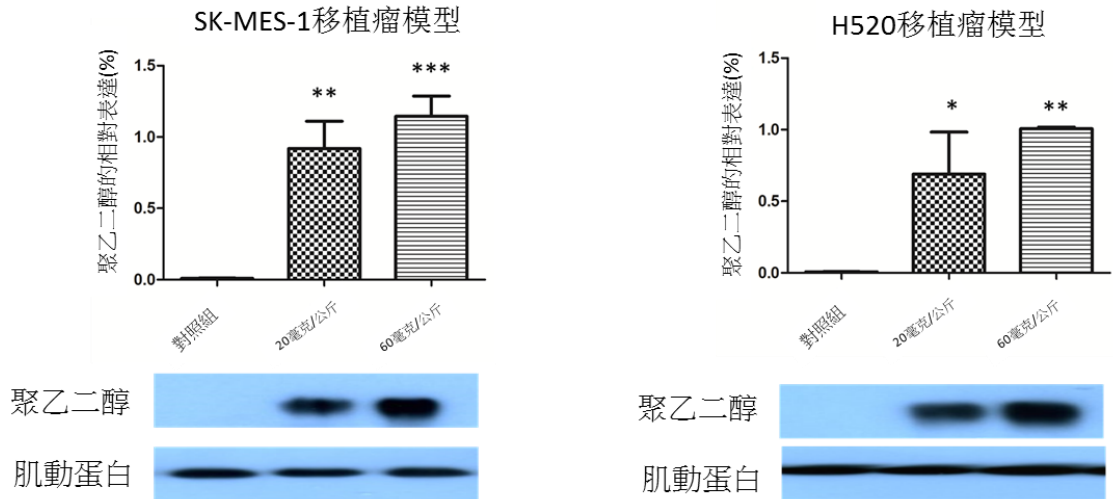 SK-MES-1移植瘤模型
聚乙二醇的相對表達(%)
1.5
1.0
0.5
0.0
**
***
對照組
20毫克/公斤
60毫克/公斤
聚乙二醇
肌動蛋白
H520移植瘤模型
聚乙二醇的相對表達(%)
1.5
1.0
0.5
0.0
*
**
對照組
20毫克/公斤
60毫克/公斤
聚乙二醇
肌動蛋白